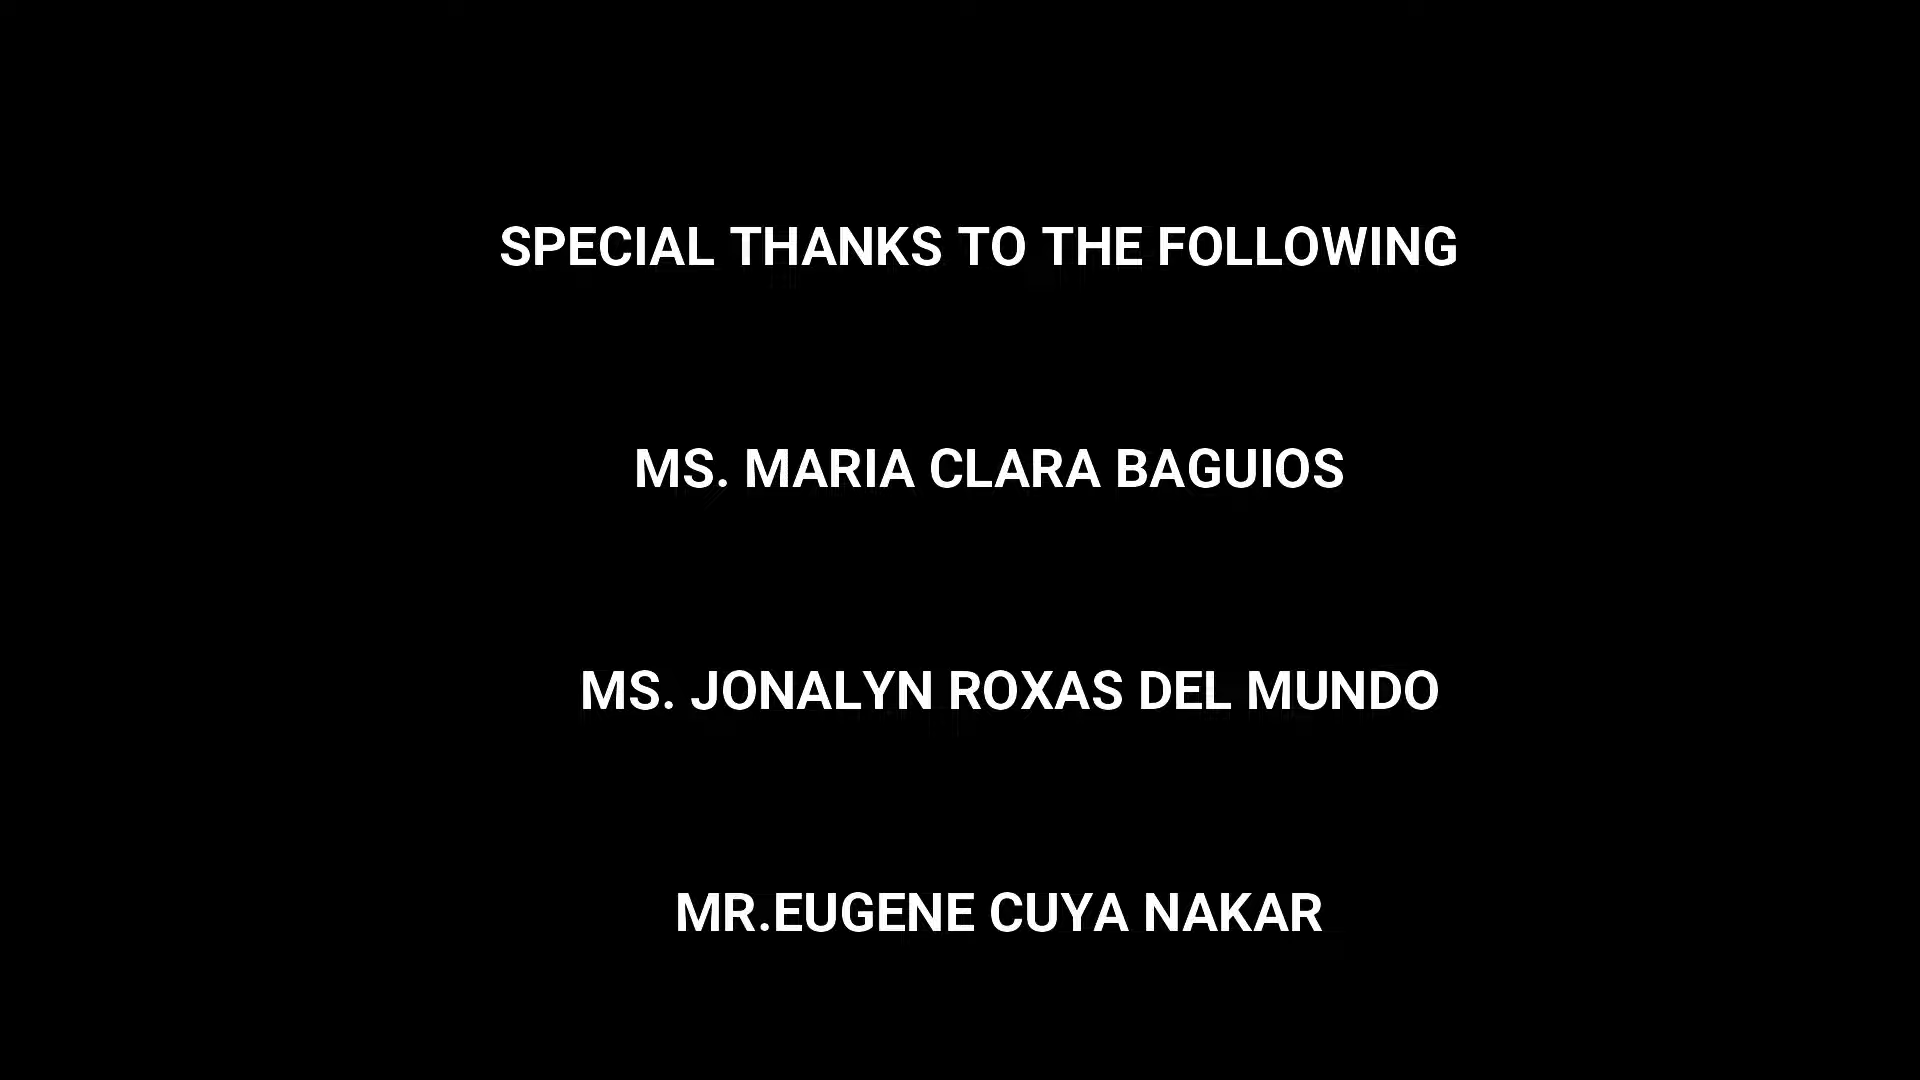 SPECIAL THANKS TO THE FOLLOWING
MS. MARIA CLARA BAGUIOS
MS. JONALYN ROXAS DEL MUNDO
MR.EUGENE CUYA NAKAR